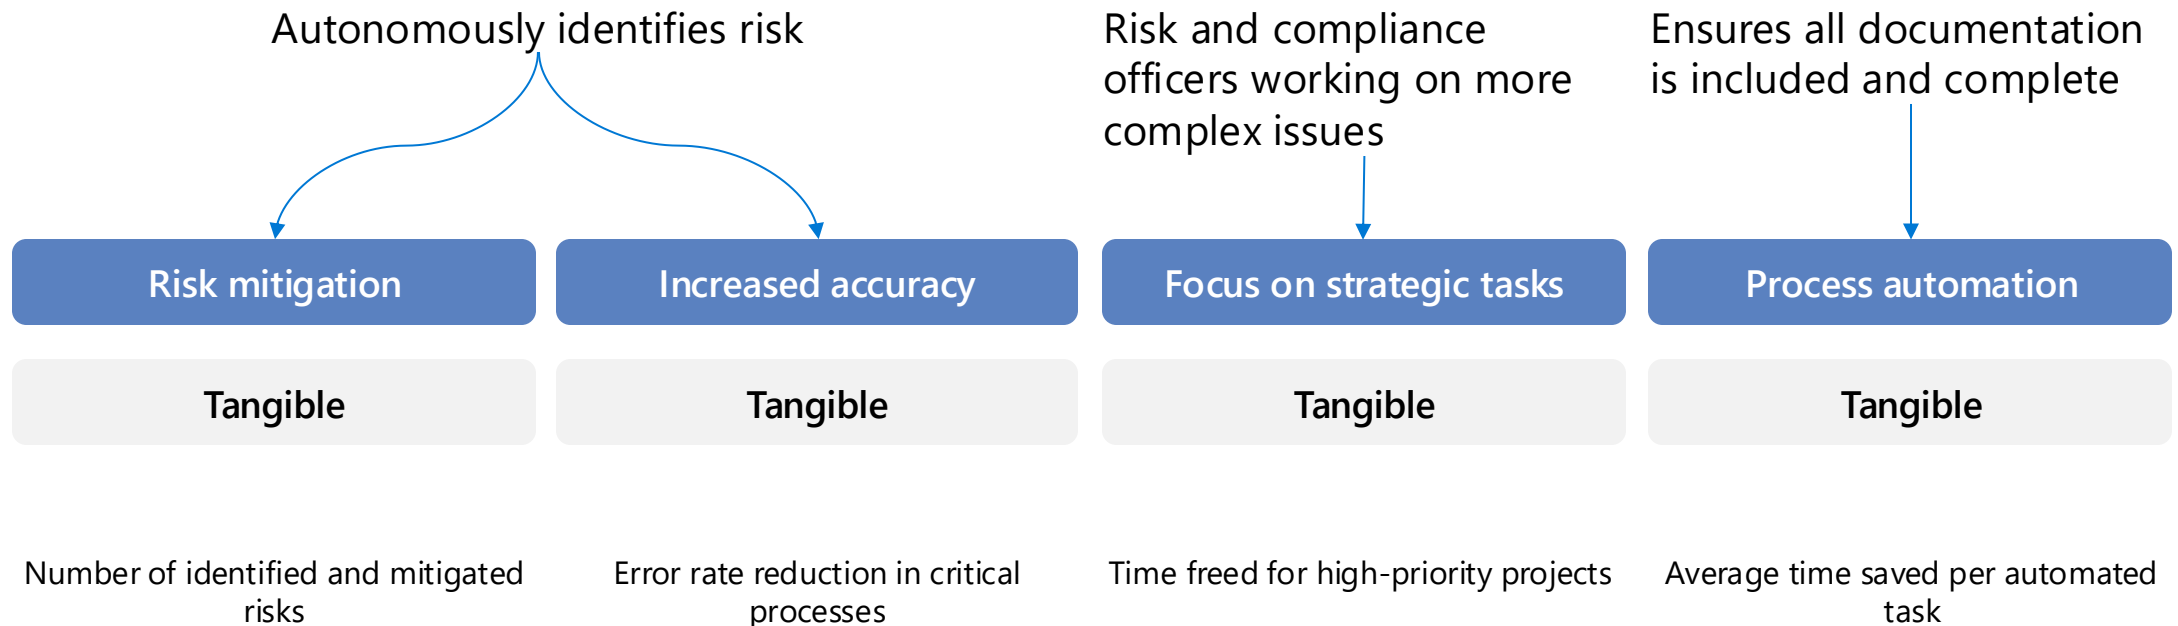 Autonomously identifies risk
Risk and compliance
officers working on more
complex issues
Ensures all documentation
is included and complete
Risk mitigation
Increased accuracy
Focus on strategic tasks
Process automation
Tangible
Tangible
Tangible
Tangible
Number of identified and mitigated
risks
Error rate reduction in critical
processes
Time freed for high-priority projects
Average time saved per automated
task